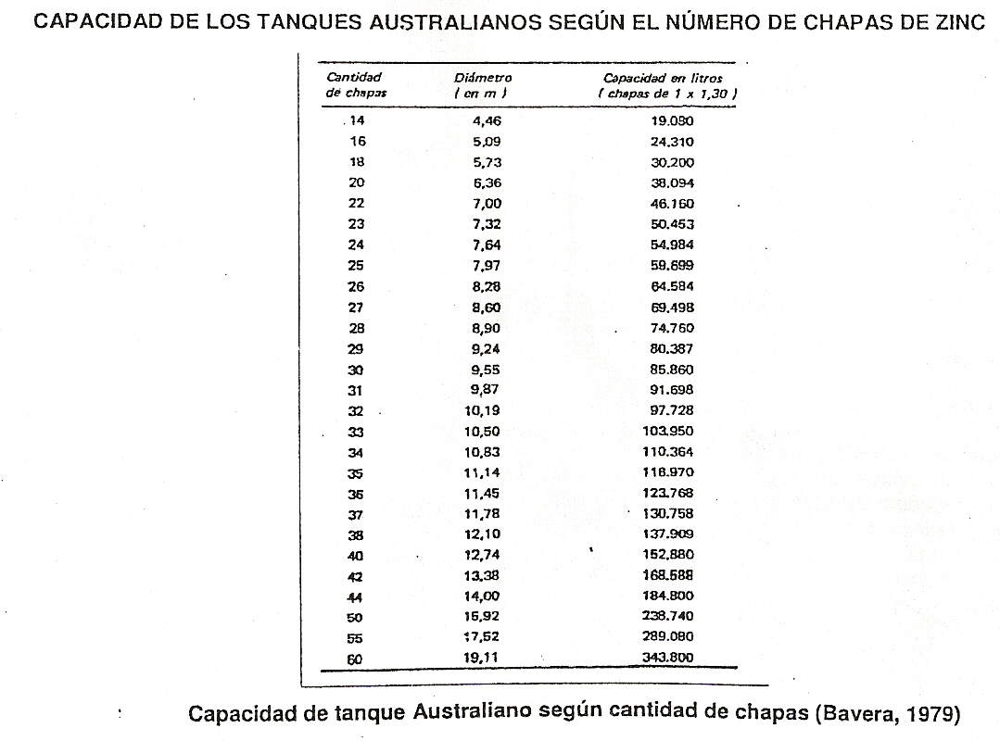 CAPACIDAD DE LOS TANQUES AUSTRALIANOS SEGÚN EL NÚMERO DE CHAPAS DE ZINC
Cantidad Diámetro Capacidad en litros
de chapas (en m) (chapas de 1 x 1,30)
14 4,46 19.080
16 5,09 24.310
18 5,73 30.200
20 6,36 38.094
22 7,00 46.160
23 7,32 50.453
24 7,64 54.984
25 7,97 59.699
26 8,28 64.584
27 8,60 69.498
28 8,90 74.760
29 9,24 80.387
30 9,55 85.860
31 9,87 91.698
32 10,19 97.728
33 10,50 103.950
34 10,83 110.364
35 11,14 116.970
36 11,45 123.768
37 11,78 130.758
38 12,10 137.909
40 12,74 152.880
42 13,38 168.588
44 14,00 184.800
50 15,92 238.740
55 17,52 289.080
60 19,11 343.800
Capacidad de tanque Australiano según cantidad de chapas (Bavera, 1979)